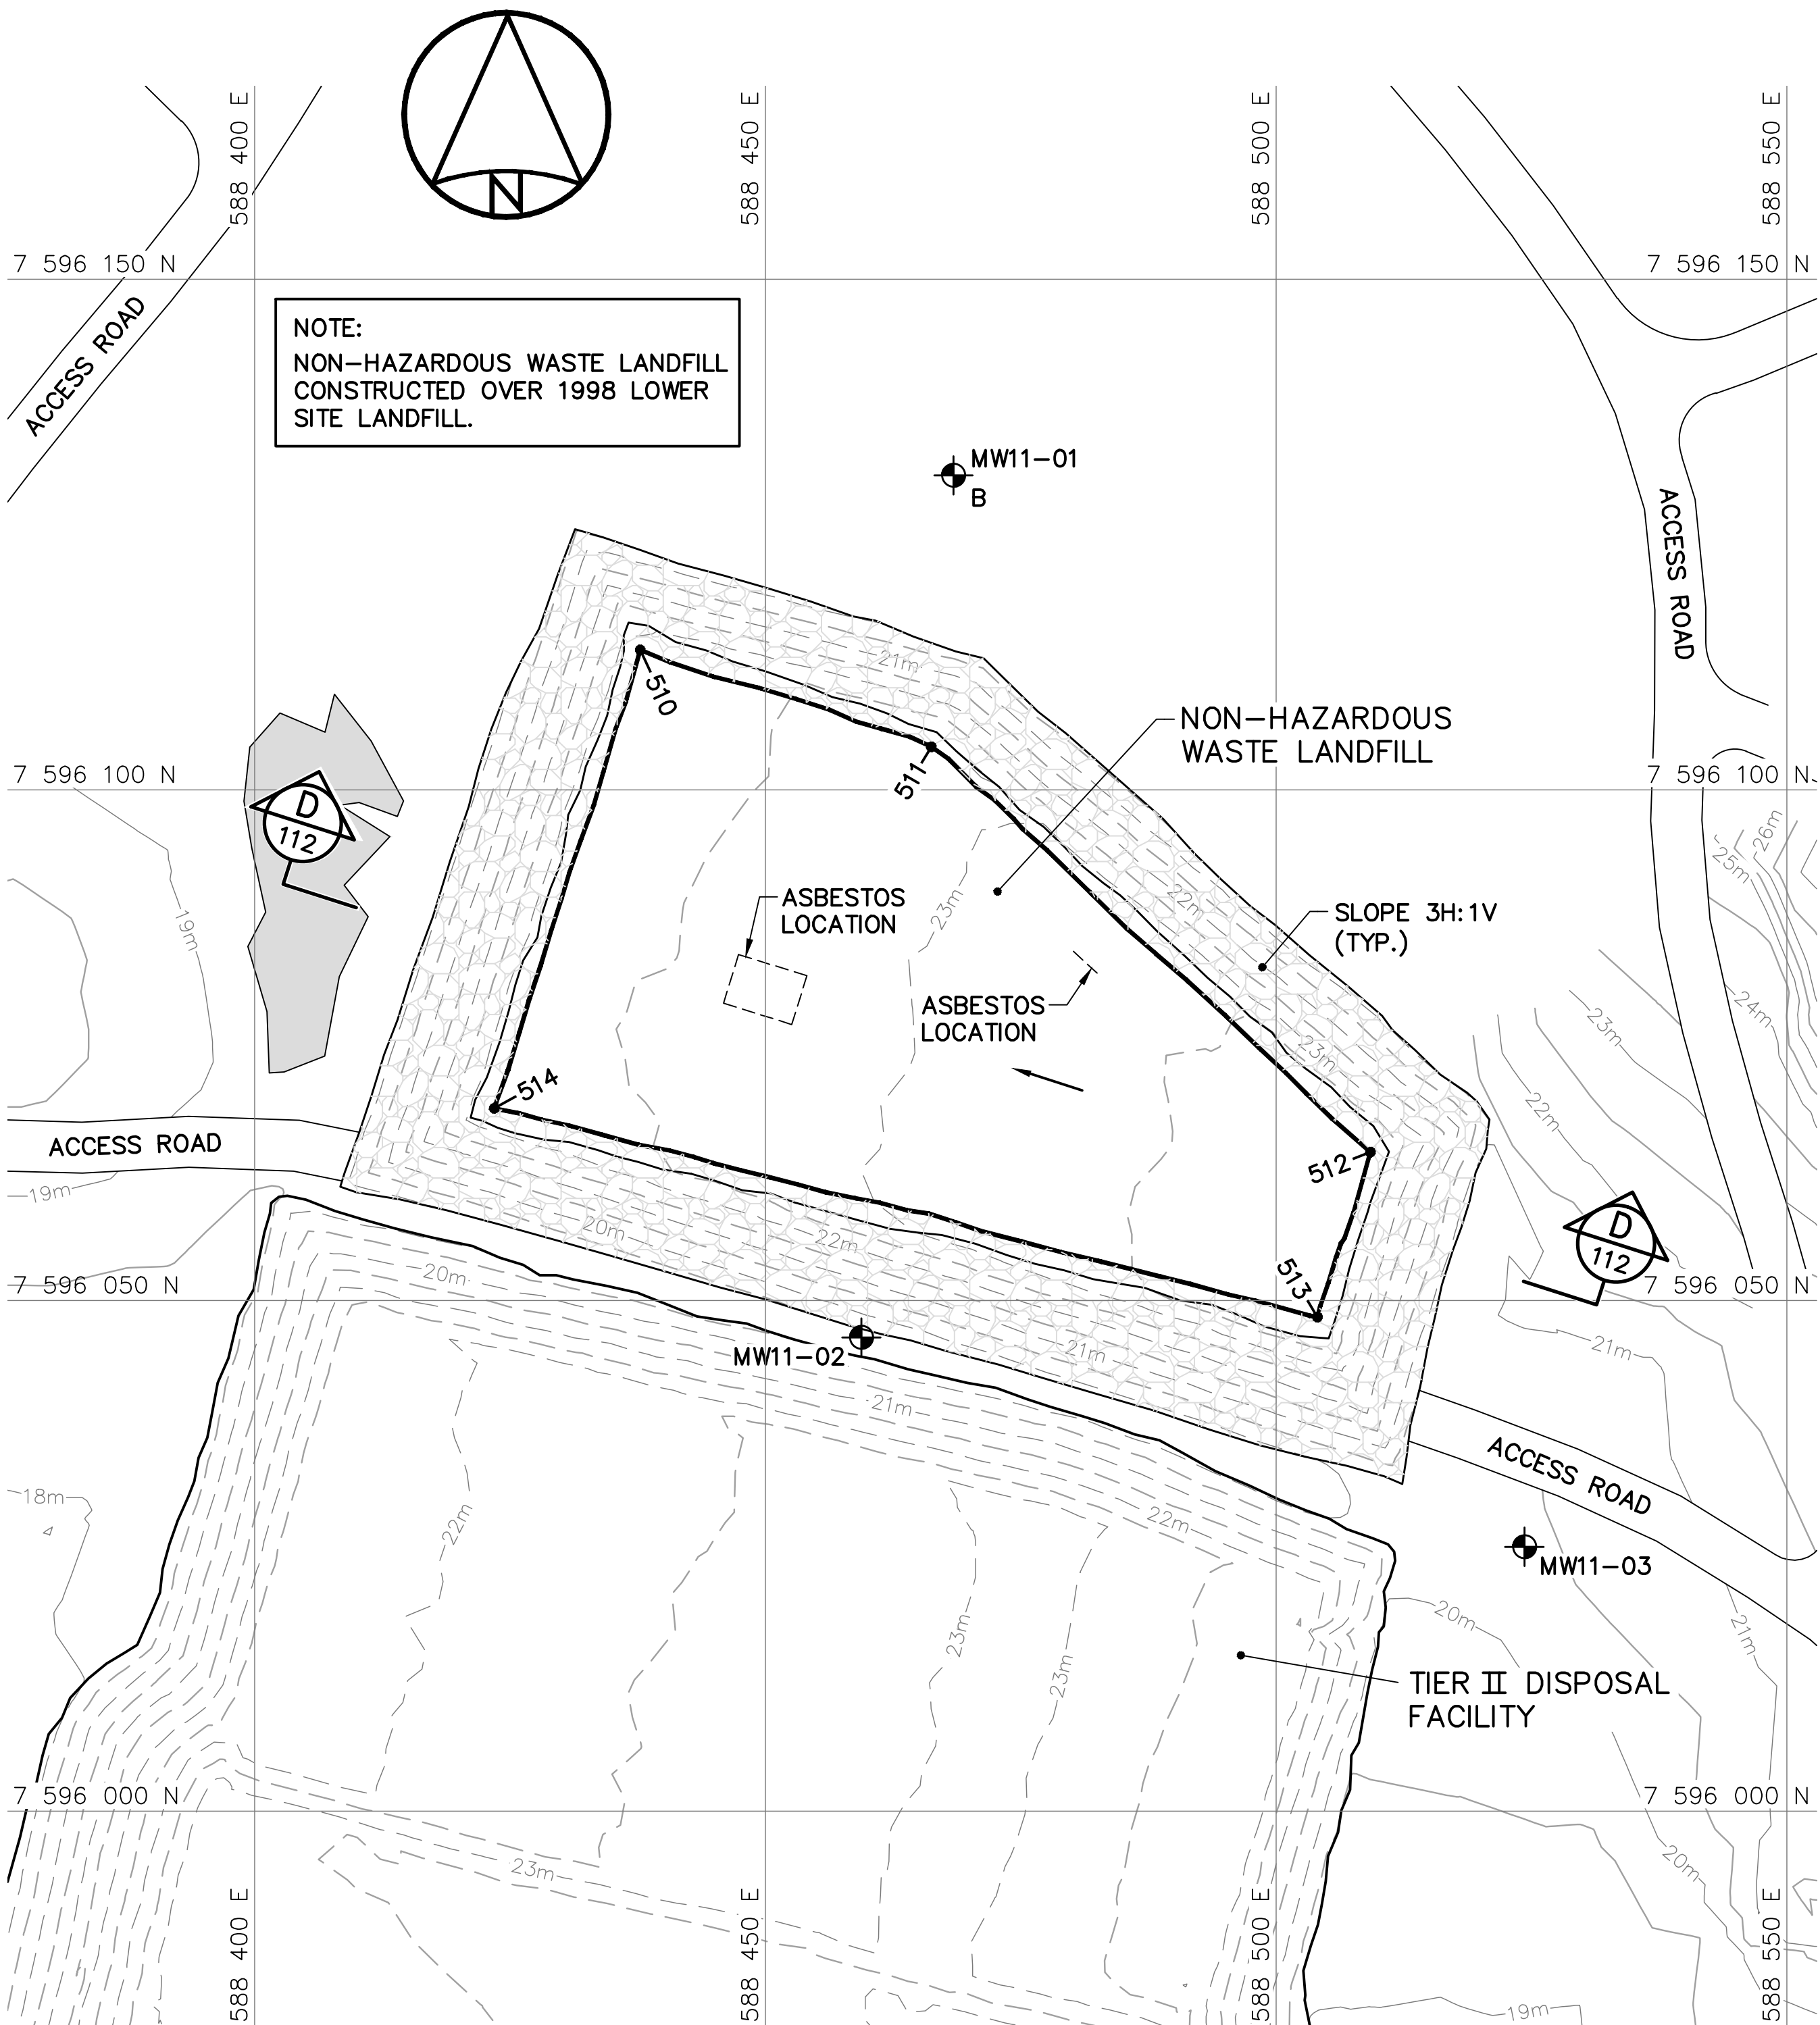 N
588 400 E
588 450 E
588 500 E
588 550 E
7 596 150 N
7 596 150 N
ACCESS ROAD
NOTE:
NON-HAZARDOUS WASTE LANDFILL
CONSTRUCTED OVER 1998 LOWER
SITE LANDFILL.
MW11-01
B
ACCESS ROAD
21m
510
NON-HAZARDOUS
WASTE LANDFILL
511
7 596 100 N
7 596 100 N
D
112
26m
25m
19m
ASBESTOS
LOCATION
23m
22m
SLOPE 3H:1V
(TYP.)
ASBESTOS
LOCATION
24m
23m
23m
514
22m
ACCESS ROAD
512
19m
20m
22m
D
112
20m
513
7 596 050 N
7 596 050 N
MW11-02
21m
21m
21m
ACCESS ROAD
18m
22m
22m
MW11-03
20m
21m
23m
23m
TIER II DISPOSAL
FACILITY
7 596 000 N
7 596 000 N
23m
20m
588 400 E
588 450 E
588 500 E
588 550 E
19m